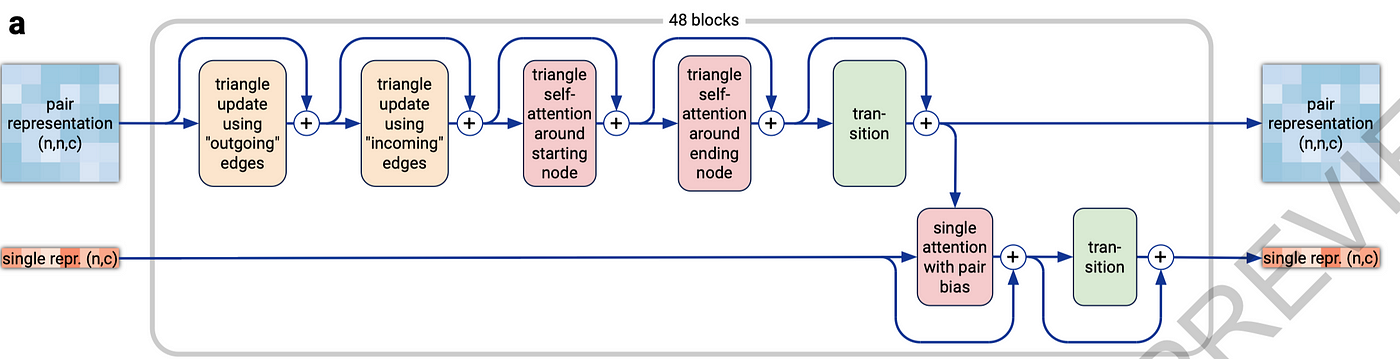 a
48 blocks
pair
representation
(n,n,c)
triangle
update
using
"outgoing"
edges
triangle
update
using
"incoming"
edges
triangle
self-
attention
around
starting
node
triangle
self-
attention
around
ending
node
tran-
sition
pair
representation
(n,n,c)
single repr. (n,c)
single
attention
with pair
bias
tran-
sition
single repr. (n,c)
+
+
+
+
+
+
+
PREVIE